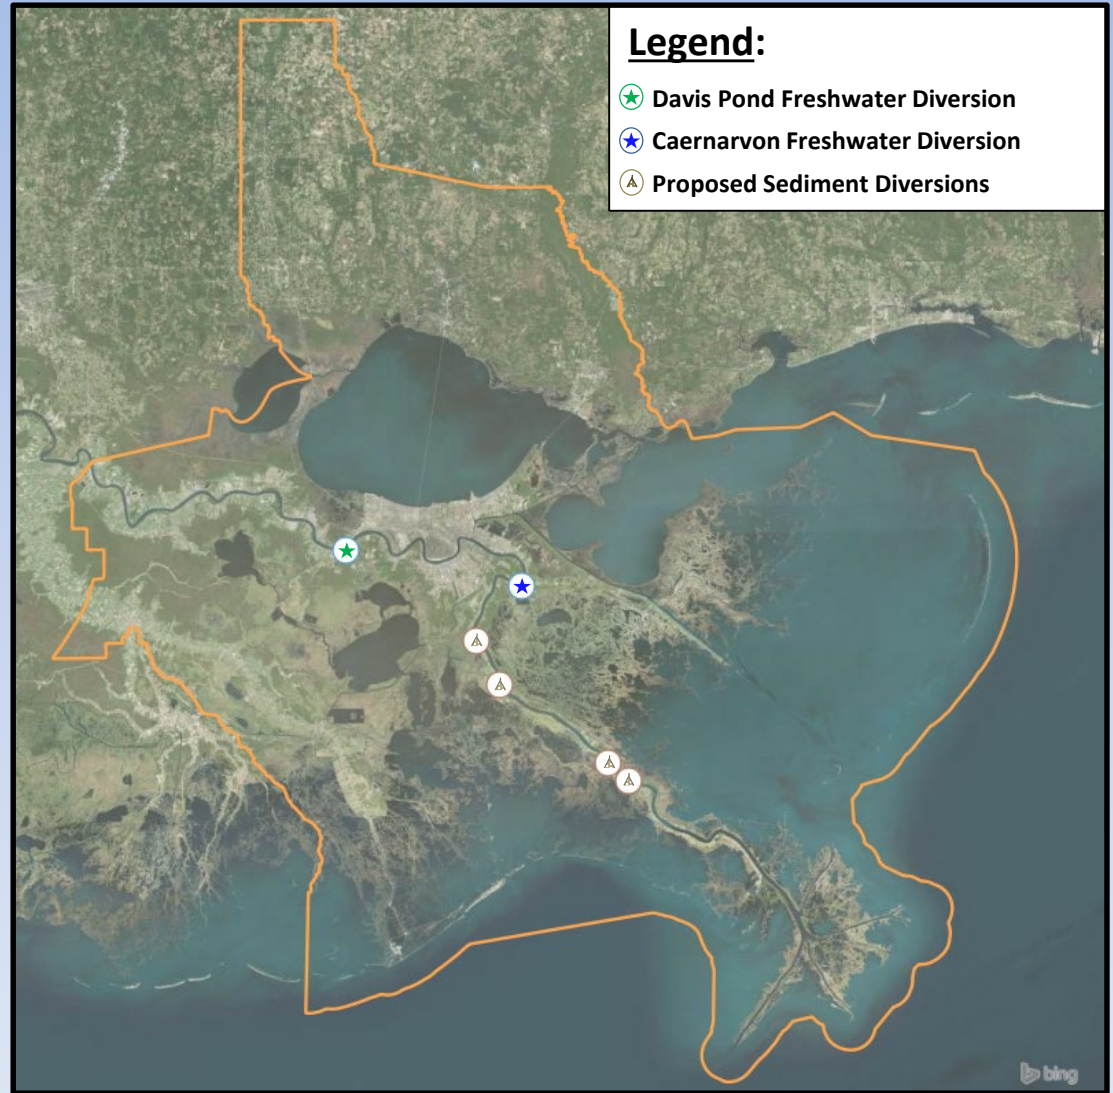 Legend:
Davis Pond Freshwater Diversion
Caernarvon Freshwater Diversion
Proposed Sediment Diversions
bing